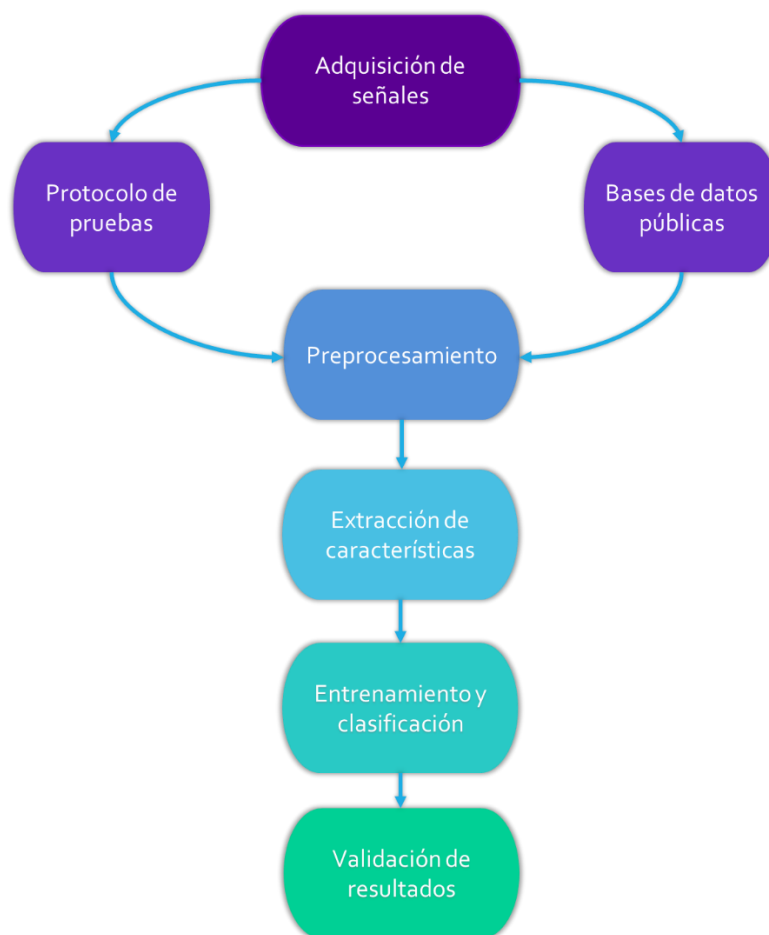 Adquisición de
señales
Protocolo de
pruebas
Bases de datos
públicas
Preprocesamiento
Extracción de
características
Entrenamiento y
clasificación
Validación de
resultados